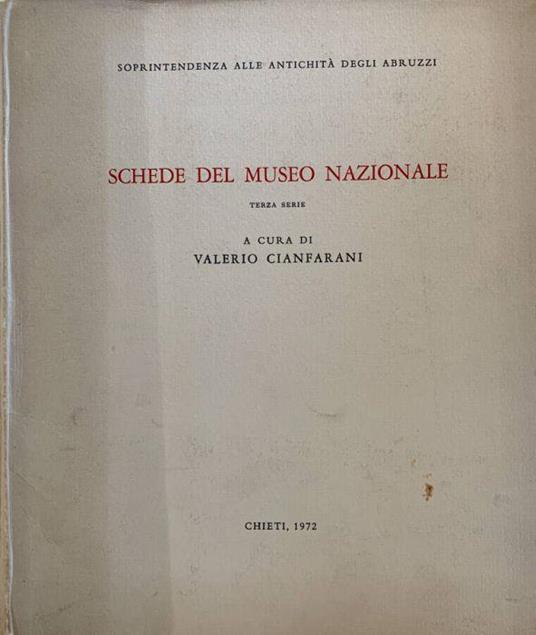 SOPRINTENDENZA ALLE ANTICHITÀ DEGLI ABRUZZI
SCHEDE DEL MUSEO NAZIONALE
TERZA SERIE
A CURA DI
VALERIO CIANFARANI
CHIETI, 1972